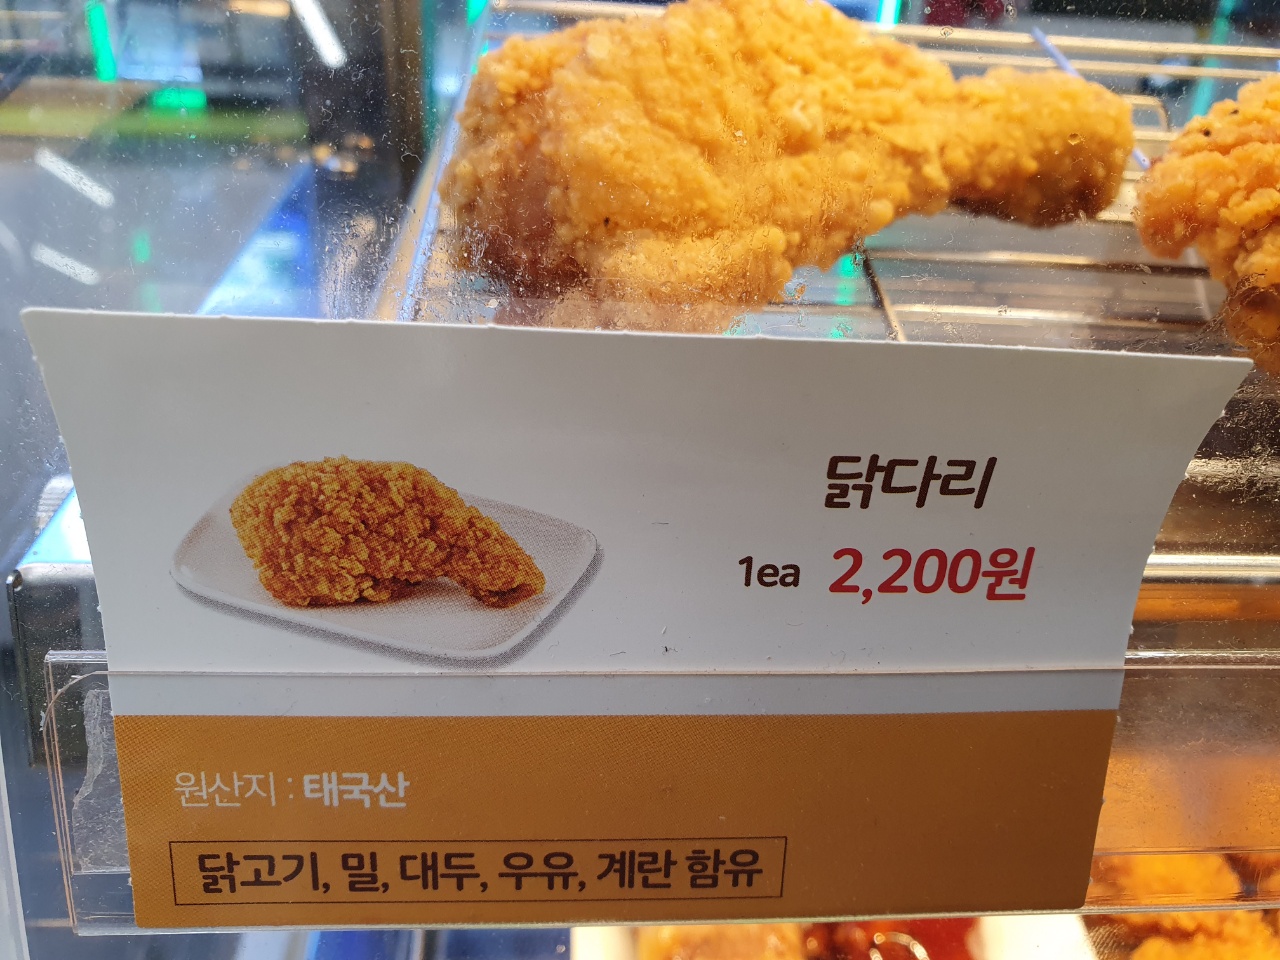 닭다리
1ea 2,200원
원산지 : 태국산
닭고기, 밀, 대두, 우유, 계란 함유